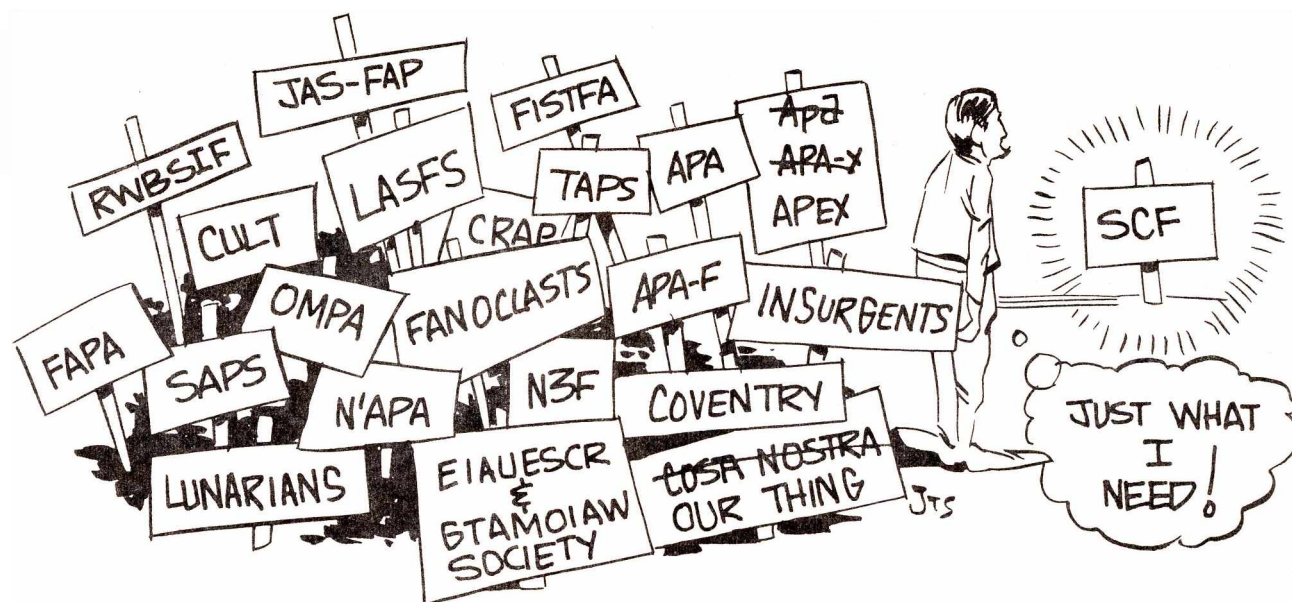 JAS-FAP
FISTFA
RWBSIF
LASFS
TAPS
APA
Apa
APA-X
APEX
SCF
CULT
CRAP
OMPA
FANOCLASTS
APA-F
INSURGENTS
FAPA
SAPS
N'APA
N3F
COVENTRY
LUNARIANS
EIAUESCR
&
GTAMOIAW
SOCIETY
COSA NOSTRA
OUR THING
JTS
JUST WHAT
I
NEED!